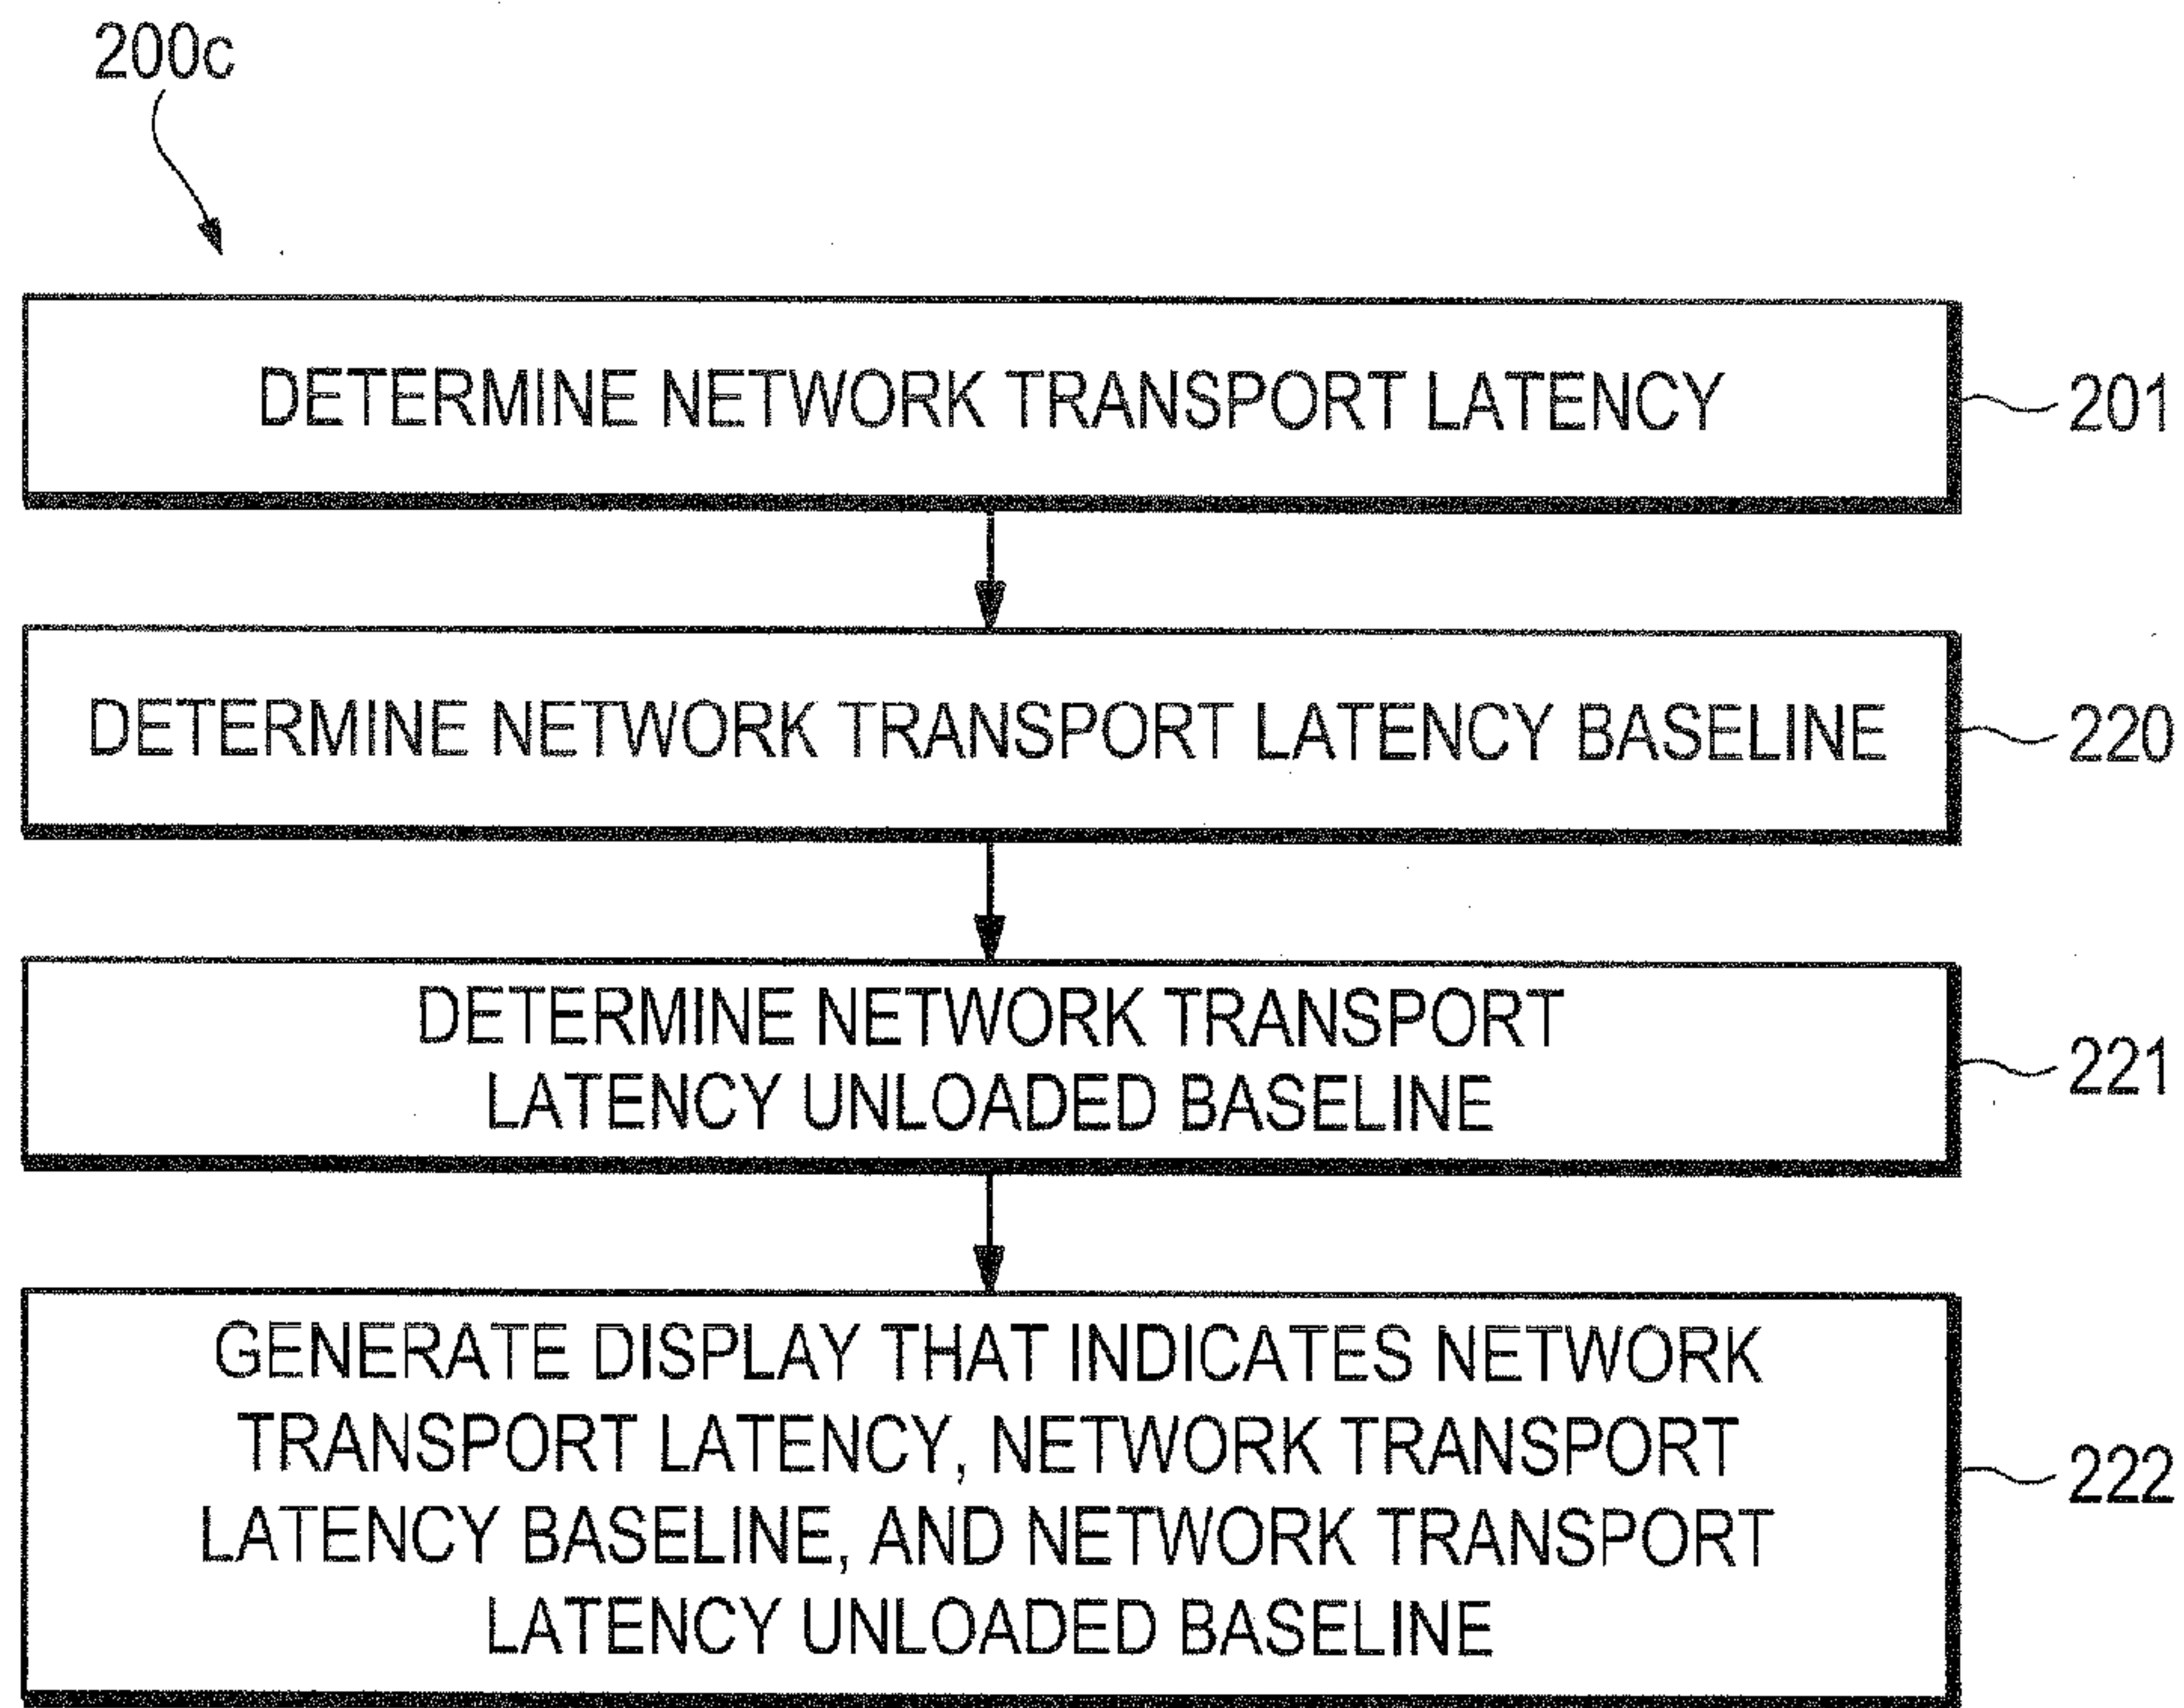 200c
DETERMINE NETWORK TRANSPORT LATENCY
201
DETERMINE NETWORK TRANSPORT LATENCY BASELINE
220
DETERMINE NETWORK TRANSPORT
LATENCY UNLOADED BASELINE
221
GENERATE DISPLAY THAT INDICATES NETWORK
TRANSPORT LATENCY, NETWORK TRANSPORT
LATENCY BASELINE, AND NETWORK TRANSPORT
LATENCY UNLOADED BASELINE
222